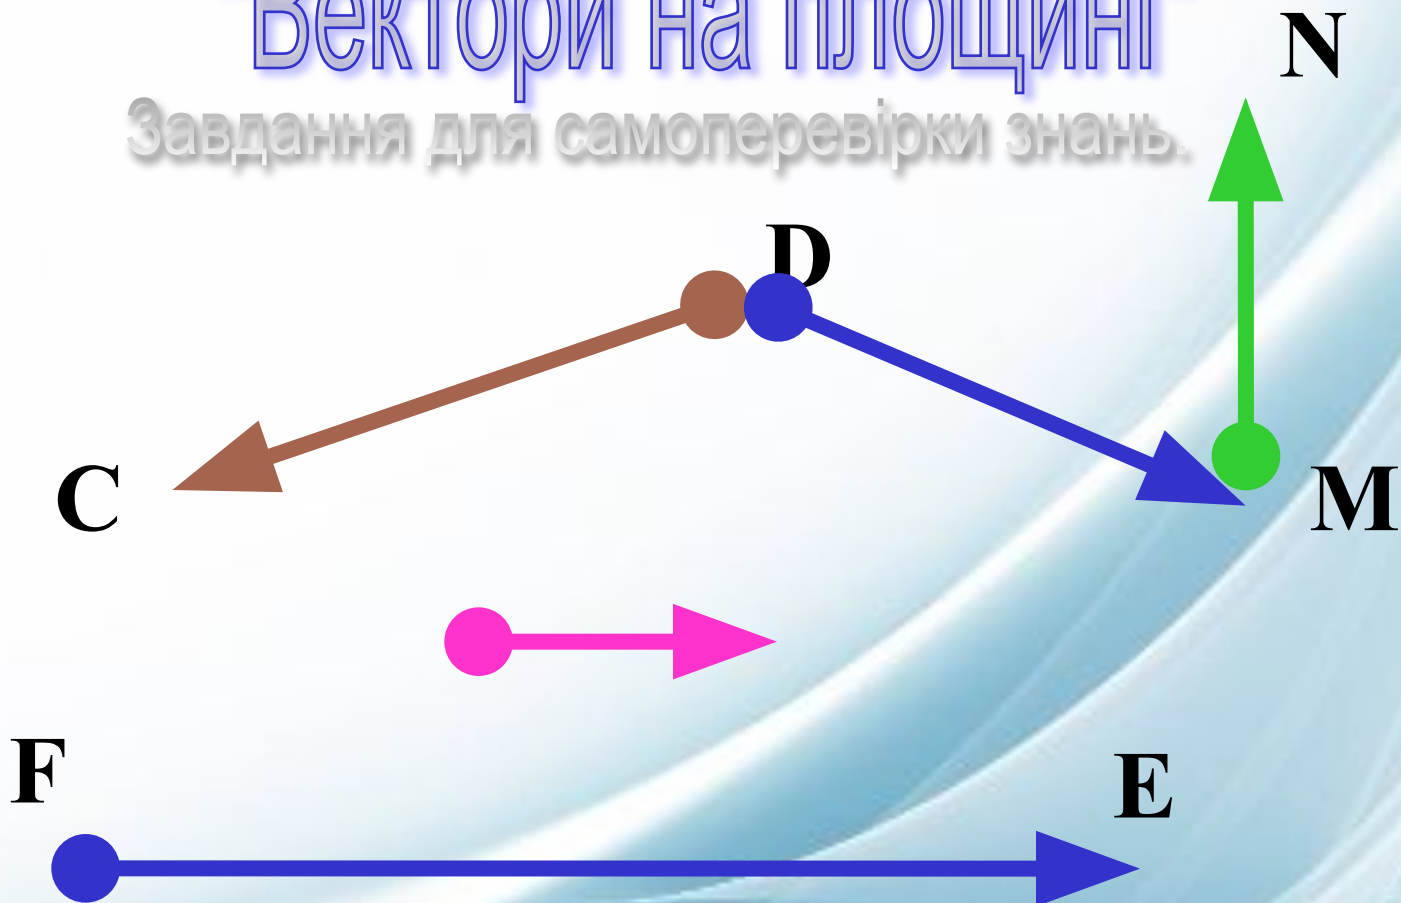 "Вектори на площині"
Завдання для самоперевірки знань.
N
D
C
M
F
E